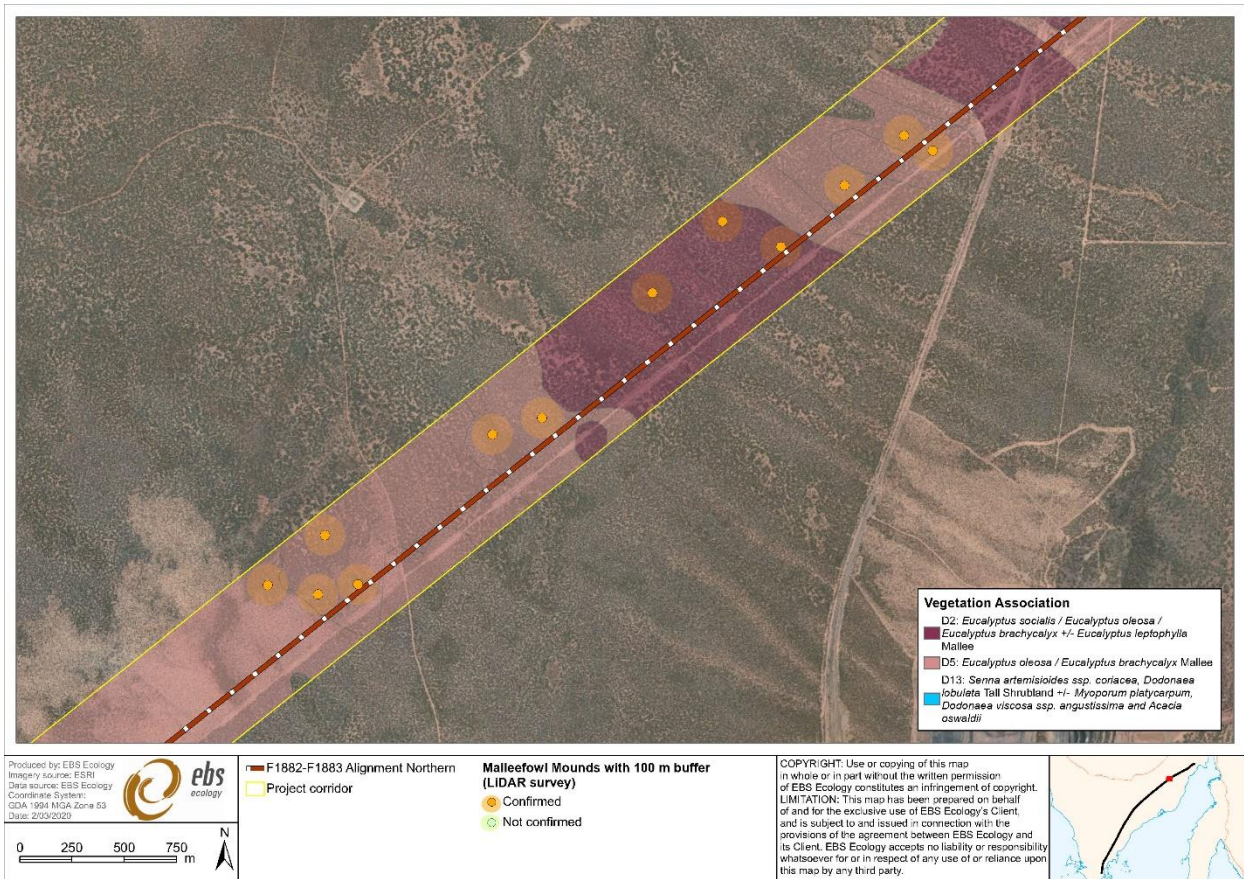 Vegetation Association
D2: Eucalyptus socialis / Eucalyptus oleosa /
Eucalyptus brachycalyx +/- Eucalyptus leptophylla
Mallee
D5: Eucalyptus oleosa / Eucalyptus brachycalyx Mallee
D13: Senna artemisioides ssp. coriacea, Dodonaea
lobulata Tall Shrubland +/- Myoporum platycarpum,
Dodonaea viscosa ssp. angustissima and Acacia
oswaldii
Produced by: EBS Ecology
Imagery source: ESRI
Data source: EBS Ecology
Coordinate System:
GDA 1994 MGA Zone 53
Date: 2/03/2020
ebs
ecology
0 250 500 750
m
N
F1882-F1883 Alignment Northern
Project corridor
Malleefowl Mounds with 100 m buffer
(LiDAR survey)
Confirmed
Not confirmed
COPYRIGHT: Use or copying of this map
in whole or in part without the written permission
of EBS Ecology constitutes an infringement of copyright.
LIMITATION: This map has been prepared on behalf
of and for the exclusive use of EBS Ecology's Client,
and is subject to and issued in connection with the
provisions of the agreement between EBS Ecology and
its Client. EBS Ecology accepts no liability or responsibility
whatsoever for or in respect of any use of or reliance upon
this map by any third party.